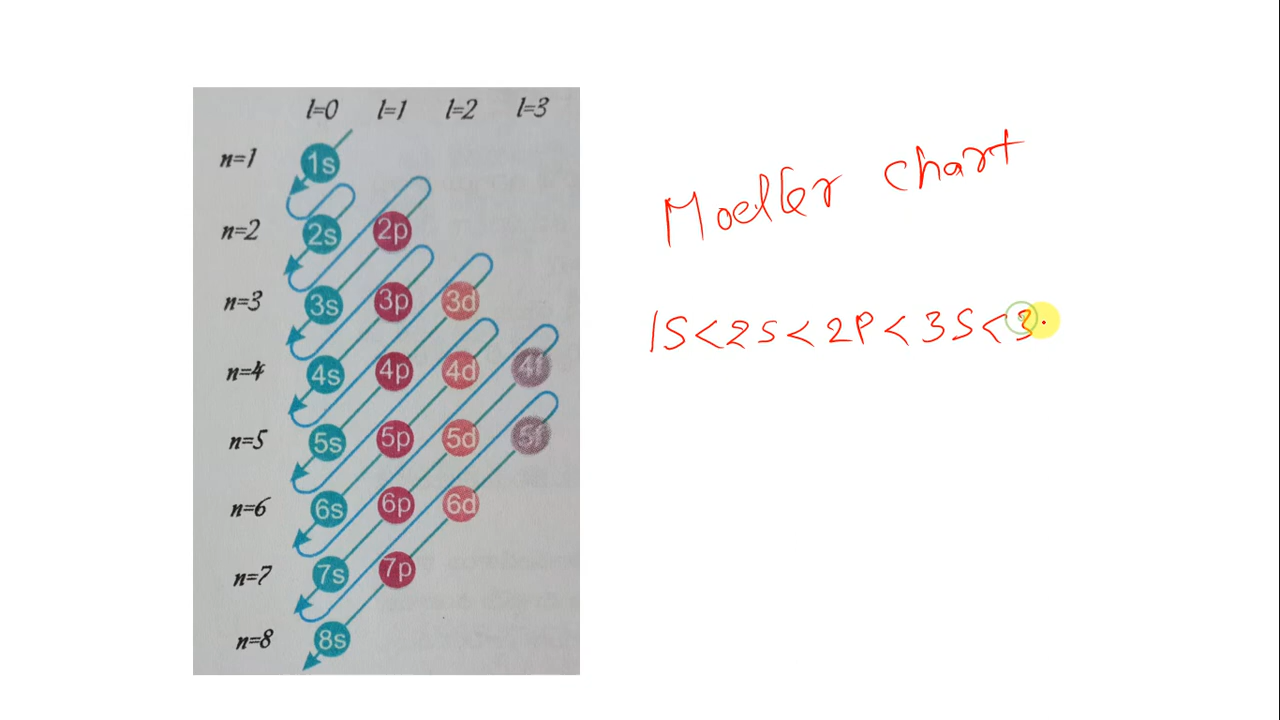 l=0 l=1 l=2 l=3
n=1 1s
n=2 2s 2p
n=3 3s 3p 3d
n=4 4s 4p 4d 4f
n=5 5s 5p 5d 5f
n=6 6s 6p 6d
n=7 7s 7p
n=8 8s
Moeller chart
1S<2S<2P<3S<3